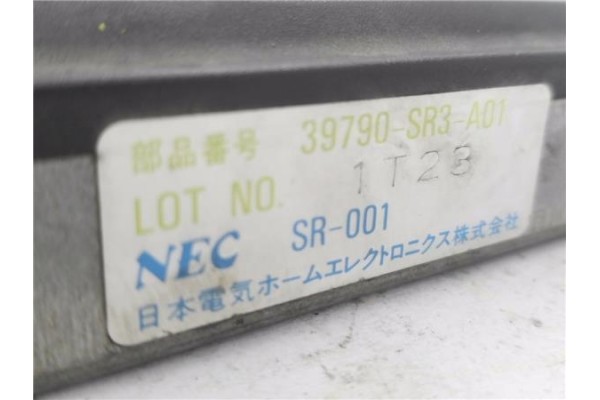 部品番号 39790-SR3-A01
LOT NO. 1T23
NEC SR-001
日本電気ホームエレクトロニクス株式会社